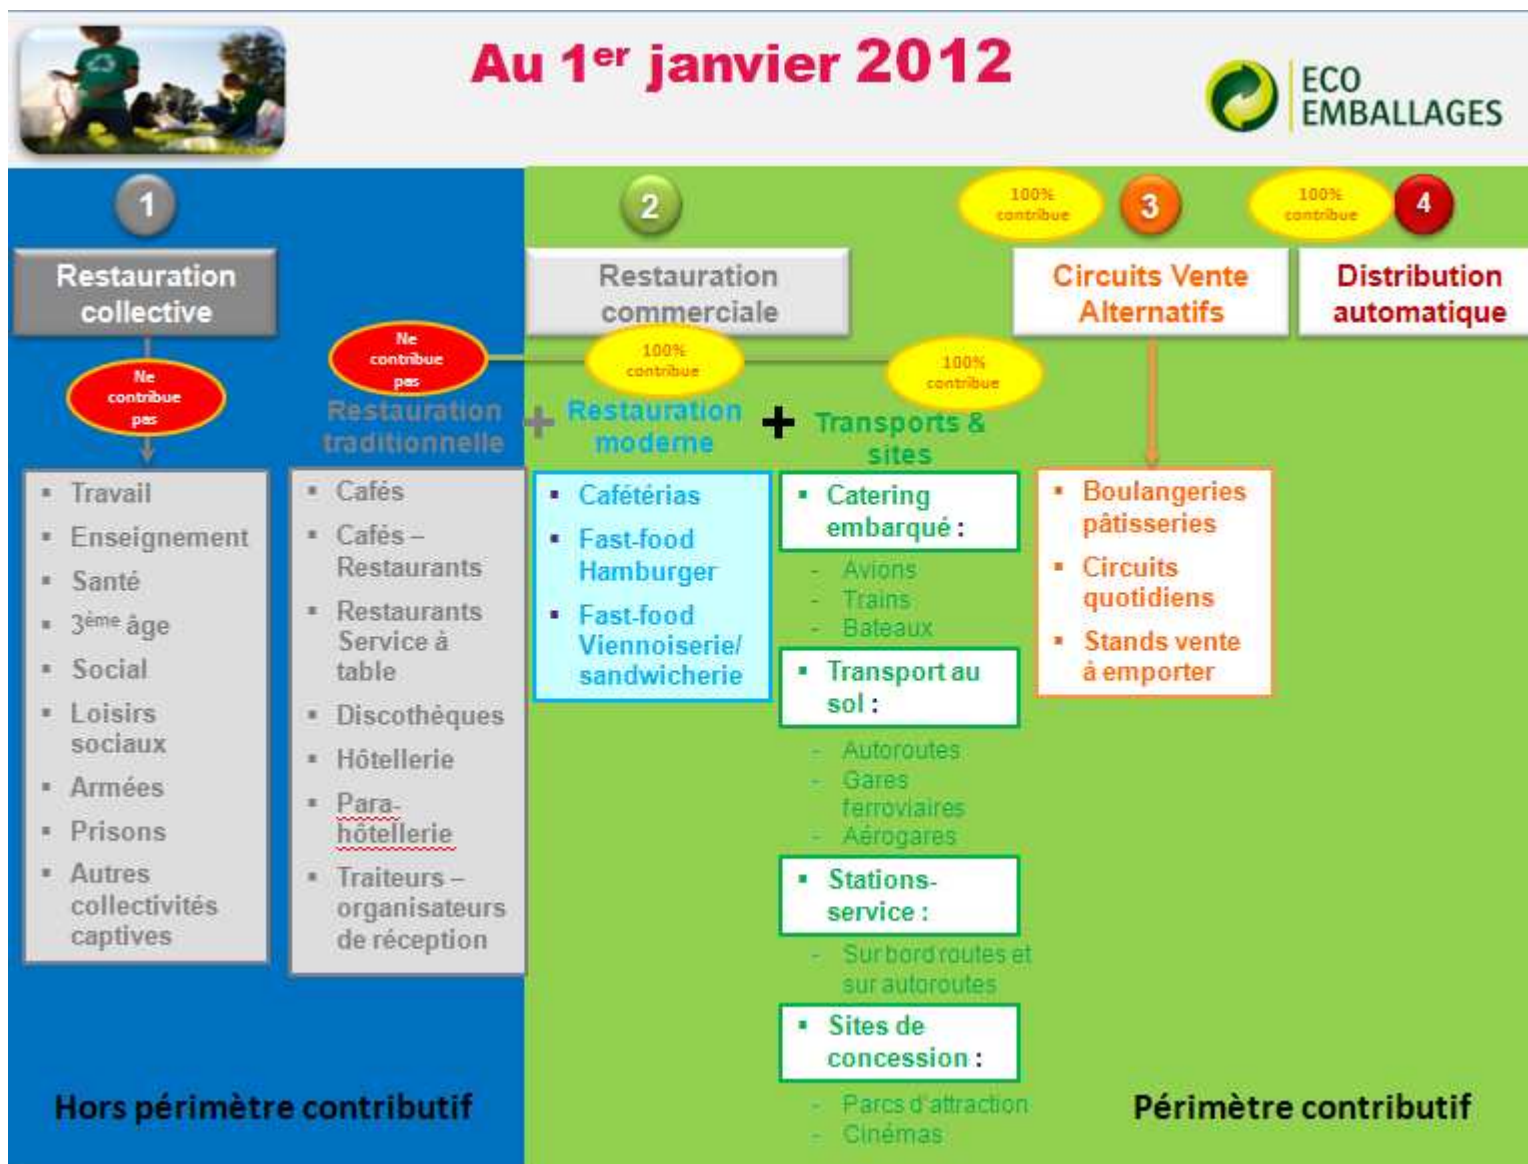 Au 1er janvier 2012
ECO
EMBALLAGES
1
Restauration
collective
Ne
contribue
pas
Travail
Enseignement
Santé
3ème âge
Social
Loisirs
sociaux
Armées
Prisons
Autres
collectivités
captives
2
Restauration
commerciale
Ne
contribue
pas
Restauration
traditionnelle
Cafés
Cafés –
Restaurants
Restaurants
Service à
table
Discothèques
Hôtellerie
Para-
hôtellerie
Traiteurs –
organisateurs
de réception
+
100%
contribue
Restauration
moderne
Cafétérias
Fast-food
Hamburger
Fast-food
Viennoiserie/
sandwicherie
+
100%
contribue
Transports &
sites
Catering
embarqué :
- Avions
- Trains
- Bateaux
Transport au
sol :
- Autoroutes
- Gares
ferroviaires
- Aérogares
Stations-
service :
- Sur bord routes et
sur autoroutes
Sites de
concession :
- Parcs d'attraction
- Cinémas
100%
contribue
3
Circuits Vente
Alternatifs
Boulangeries
pâtisseries
Circuits
quotidiens
Stands vente
à emporter
100%
contribue
4
Distribution
automatique
Hors périmètre contributif
Périmètre contributif